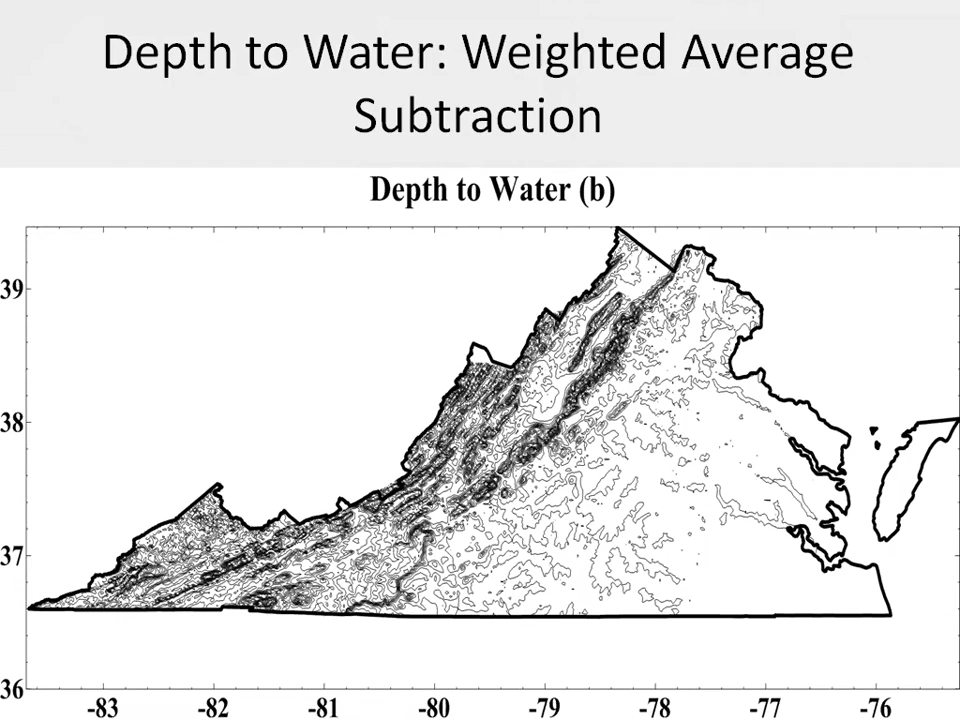 Depth to Water: Weighted Average
Subtraction
Depth to Water (b)
39
38
37
36
-83 -82 -81 -80 -79 -78 -77 -76